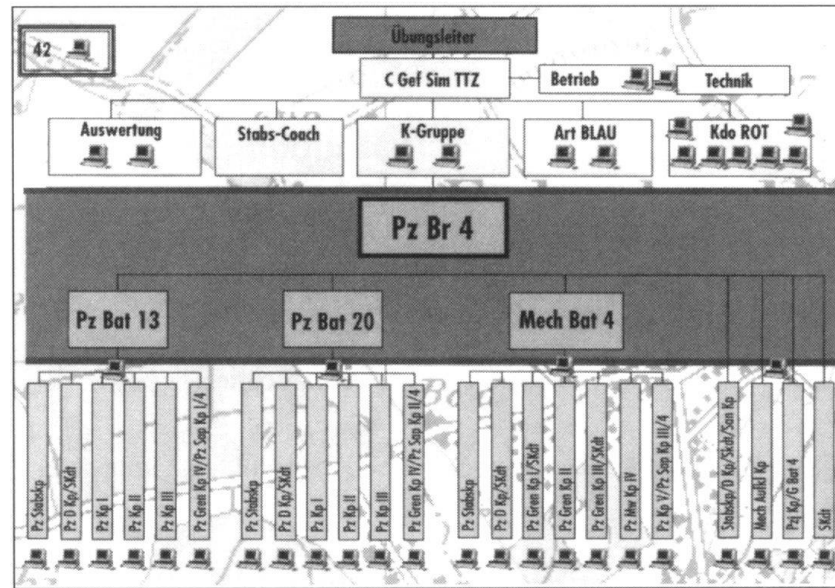 Übungsleiter
42
C Gef Sim TTZ
Betrieb
Technik
Auswertung
Stabs-Coach
K-Gruppe
Art BLAU
Kdo ROT
Pz Br 4
Pz Bat 13
Pz Bat 20
Mech Bat 4
Pz Stabskp
Pz D Kp/SKdt
Pz Kp I
Pz Kp II
Pz Kp III
Pz Gren Kp IV/Pz Sap Kp I/4
Pz Stabskp
Pz D Kp/SKdt
Pz Kp I
Pz Kp II
Pz Kp III
Pz Gren Kp IV/Pz Sap Kp II/4
Pz Stabskp
Pz D Kp/SKdt
Pz Gren Kp I/SKdt
Pz Gren Kp II
Pz Gren Kp III/SKdt
Pz Mw Kp IV
Pz Kp V/Pz Sap Kp III/4
Stabskp/D Kp/Skdt/San Kp
Mech Aufkl Kp
Pzj Kp/G Bat 4
SKdt